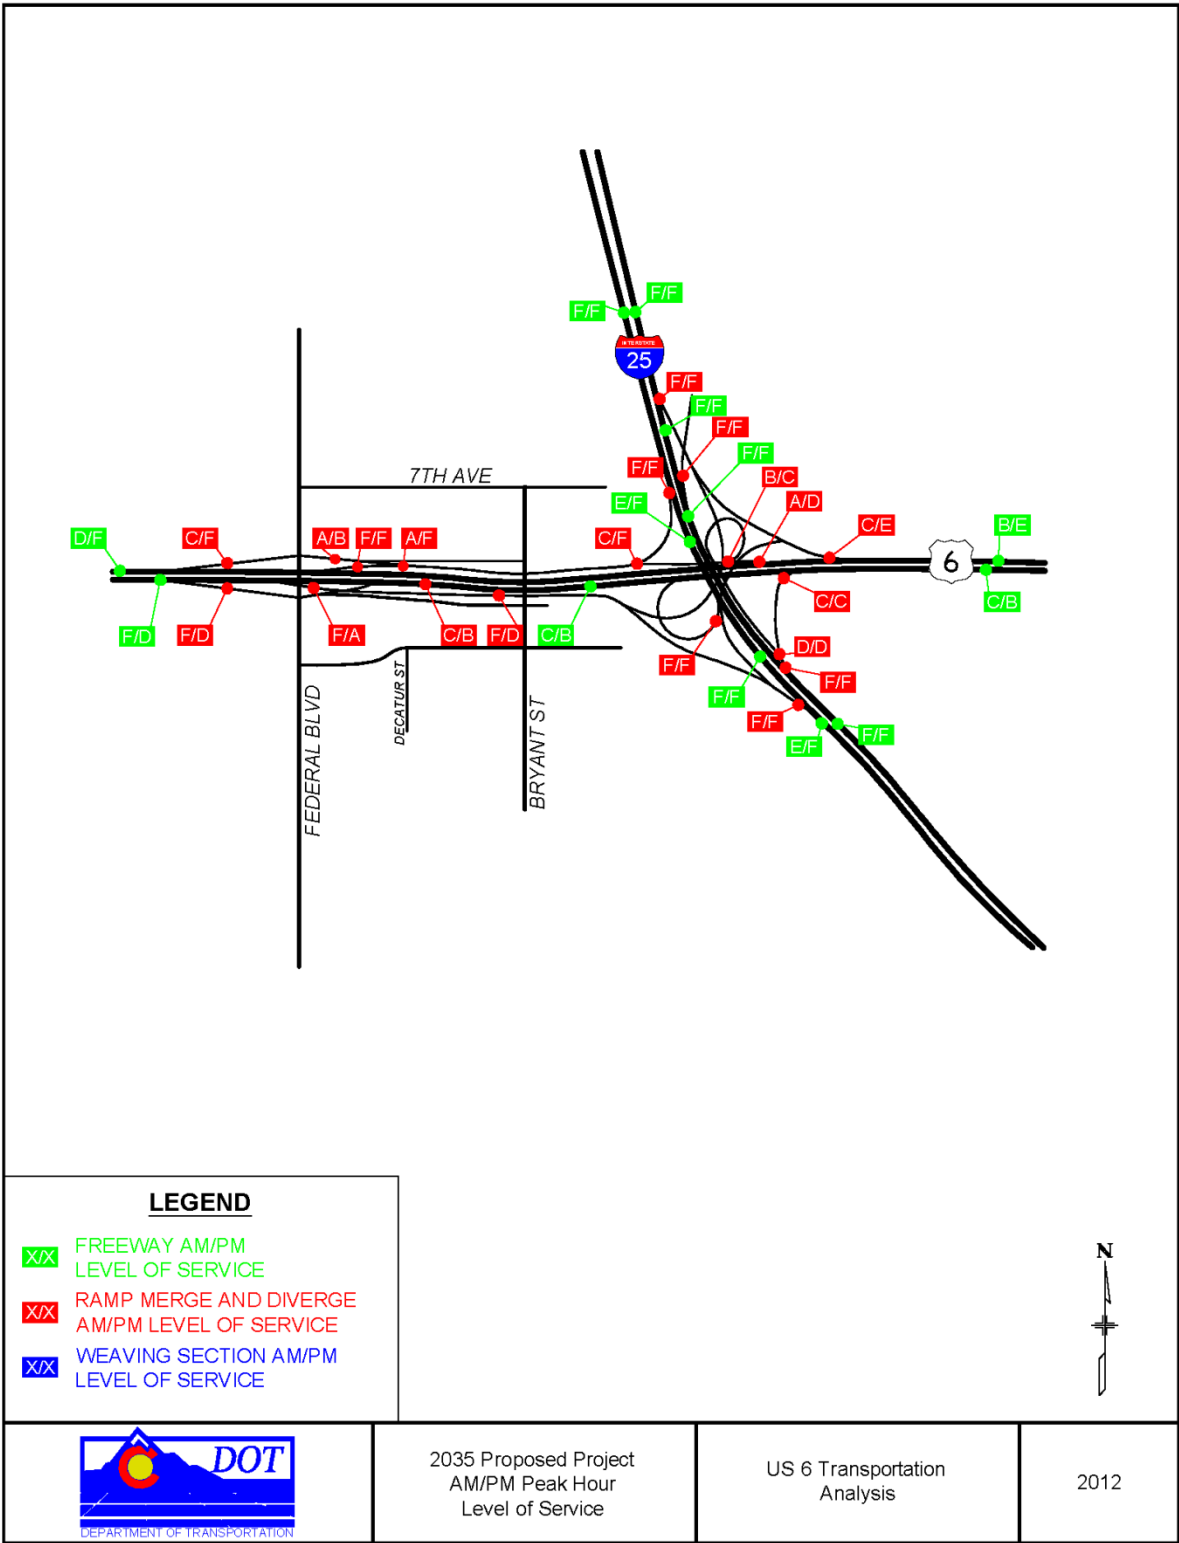 F/F
F/F
INTERSTATE
25
F/F
F/F
F/F
F/F
7TH AVE
F/F
B/C
E/F
A/D
D/F
C/F
A/B
F/F
A/F
C/F
C/E
B/E
6
F/D
F/D
F/A
C/B
F/D
C/B
C/C
C/B
F/F
D/D
F/F
F/F
F/F
E/F
F/F
FEDERAL BLVD
DECATUR ST
BRYANT ST
LEGEND
X/X FREEWAY AM/PM
LEVEL OF SERVICE
X/X RAMP MERGE AND DIVERGE
AM/PM LEVEL OF SERVICE
X/X WEAVING SECTION AM/PM
LEVEL OF SERVICE
N
DOT
DEPARTMENT OF TRANSPORTATION
2035 Proposed Project
AM/PM Peak Hour
Level of Service
US 6 Transportation
Analysis
2012